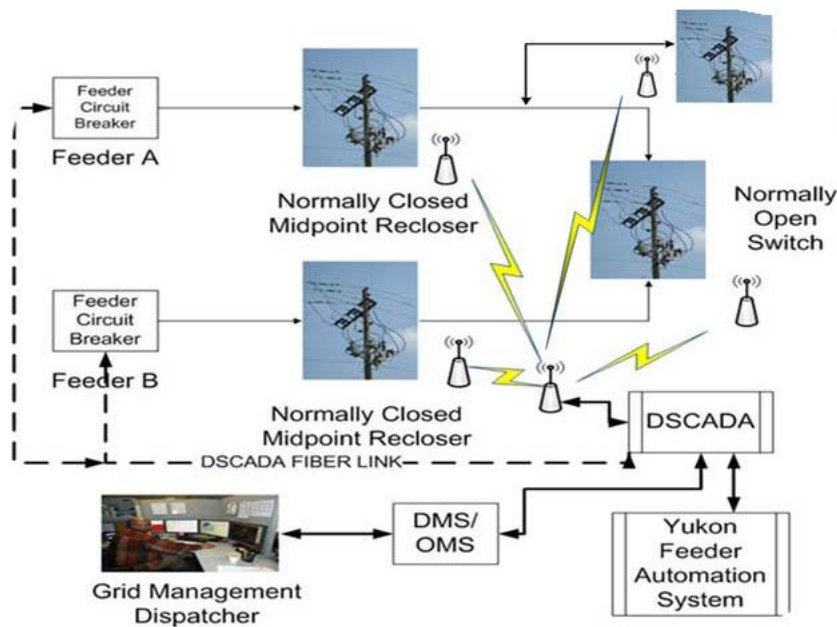 Feeder
Circuit
Breaker
Feeder A
Normally Closed
Midpoint Recloser
Normally
Open
Switch
Feeder
Circuit
Breaker
Feeder B
Normally Closed
Midpoint Recloser
DSCADA
DSCADA FIBER LINK
DMS/
OMS
Yukon
Feeder
Automation
System
Grid Management
Dispatcher